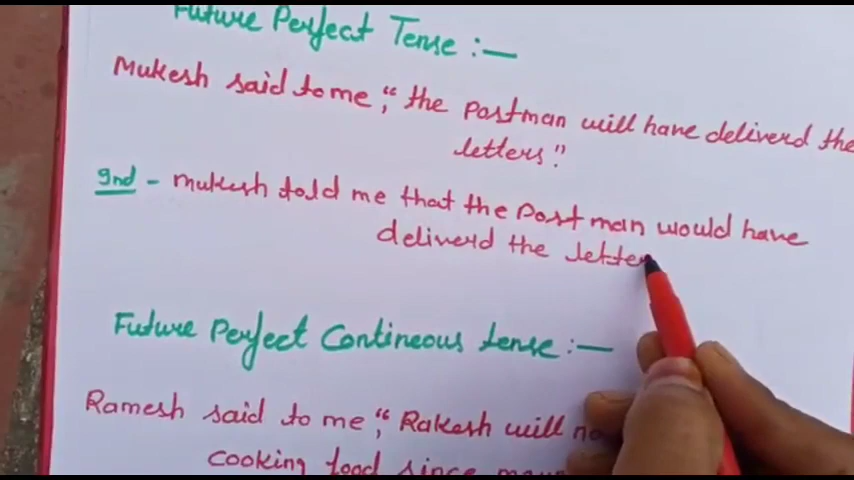 Future Perfect Tense :—
Mukesh said to me, "the Postman will have deliverd the
letters."
Ind - Mukesh told me that the Postman would have
deliverd the letter
Future Perfect Contineous tense :—
Ramesh said to me, "Rakesh will
cooking food since